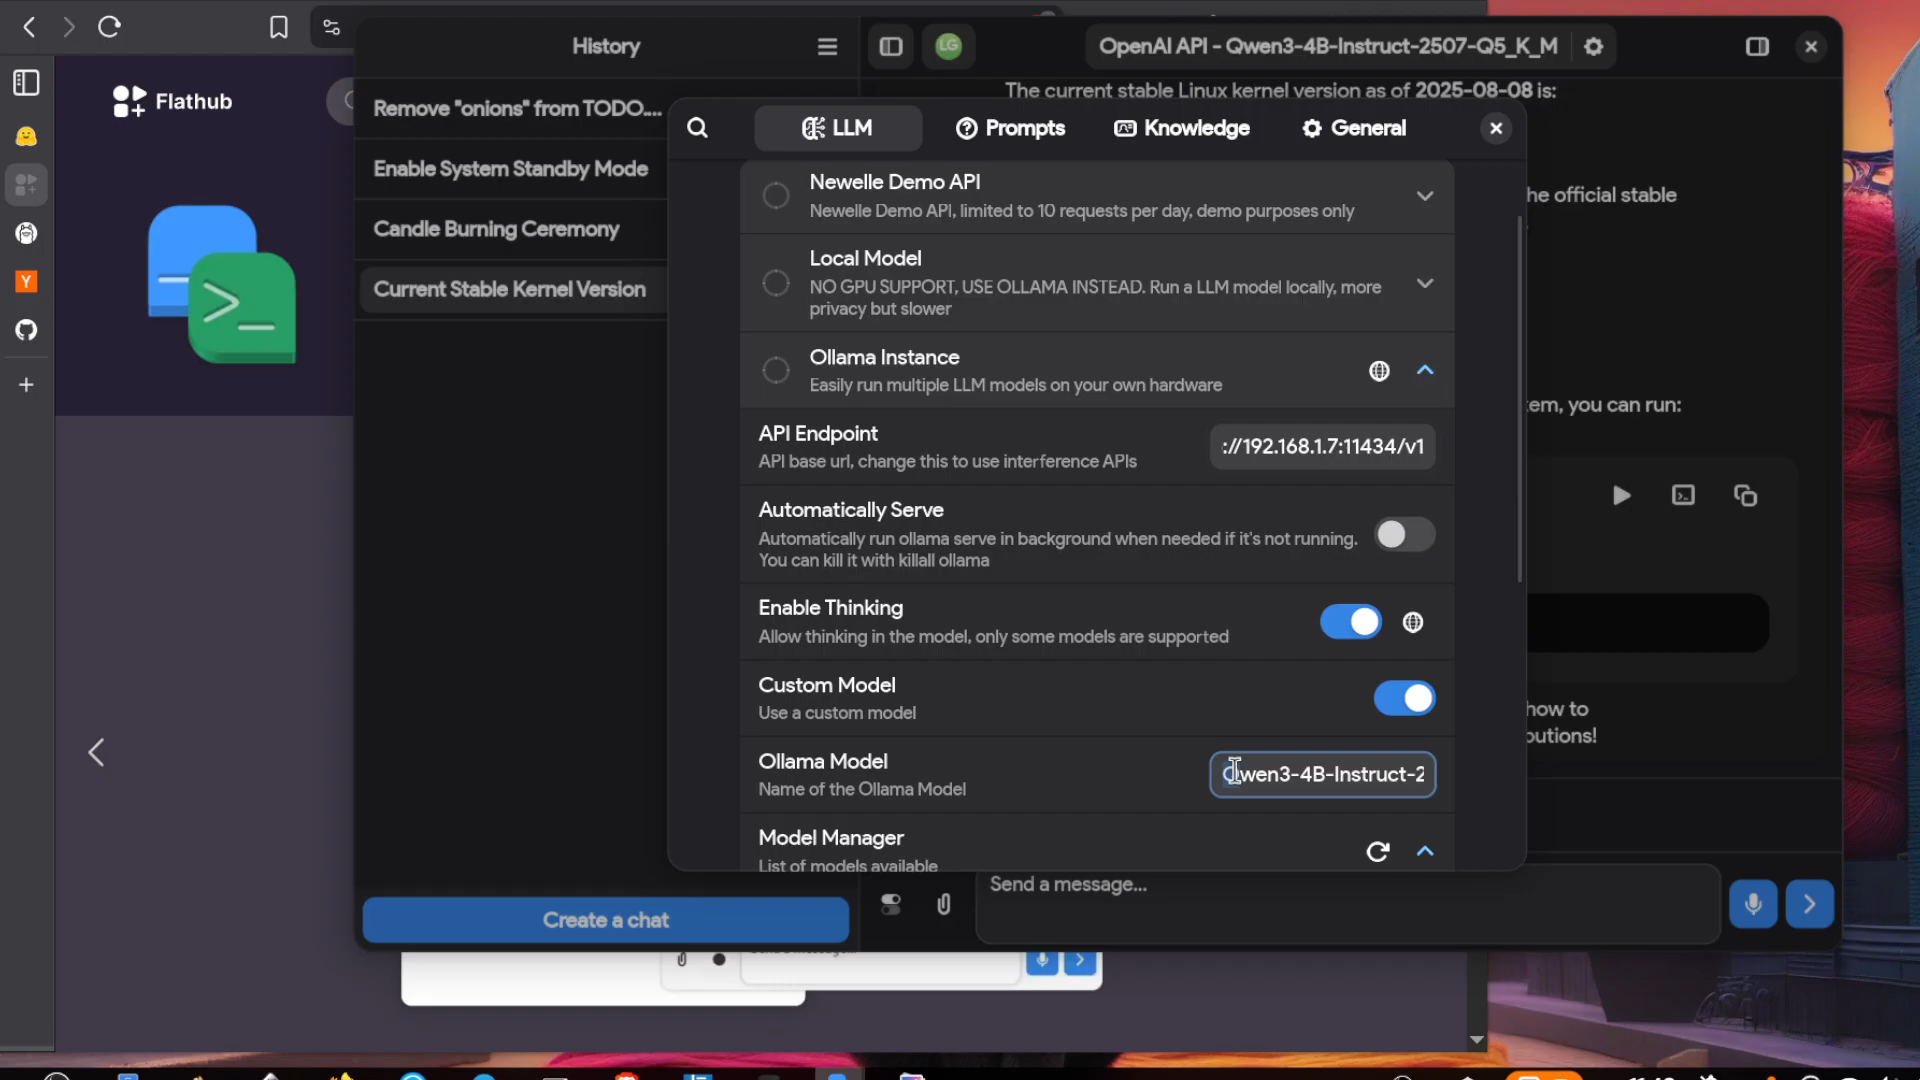 History
LG
OpenAI API - Qwen3-4B-Instruct-2507-Q5_K_M
Flathub
Remove "onions" from TODO....
Enable System Standby Mode
Candle Burning Ceremony
Current Stable Kernel Version
Create a chat
The current stable Linux kernel version as of 2025-08-08 is:
he official stable
em, you can run:
how to
butions!
LLM
Prompts
Knowledge
General
Newelle Demo API
Newelle Demo API, limited to 10 requests per day, demo purposes only
Local Model
NO GPU SUPPORT, USE OLLAMA INSTEAD. Run a LLM model locally, more
privacy but slower
Ollama Instance
Easily run multiple LLM models on your own hardware
API Endpoint
API base url, change this to use interference APIs
://192.168.1.7:11434/v1
Automatically Serve
Automatically run ollama serve in background when needed if it's not running.
You can kill it with killall ollama
Enable Thinking
Allow thinking in the model, only some models are supported
Custom Model
Use a custom model
Ollama Model
Name of the Ollama Model
Qwen3-4B-Instruct-2
Model Manager
List of models available
Send a message...
Y